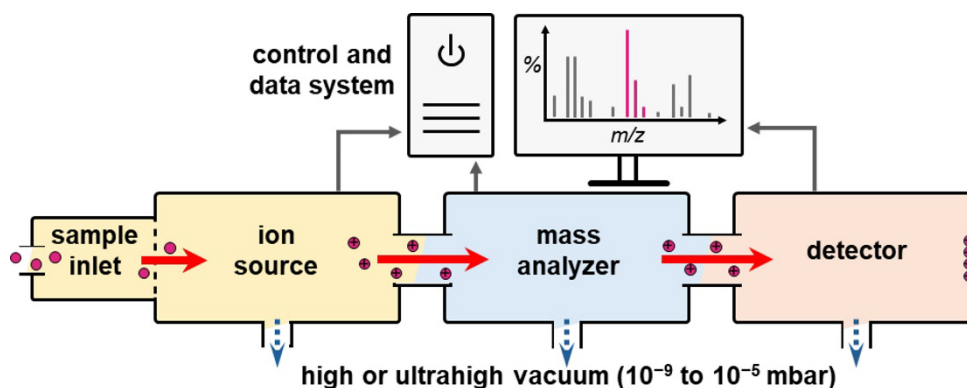 control and
data system
%
m/z
sample
inlet
ion
source
mass
analyzer
detector
high or ultrahigh vacuum (10⁻⁹ to 10⁻⁵ mbar)